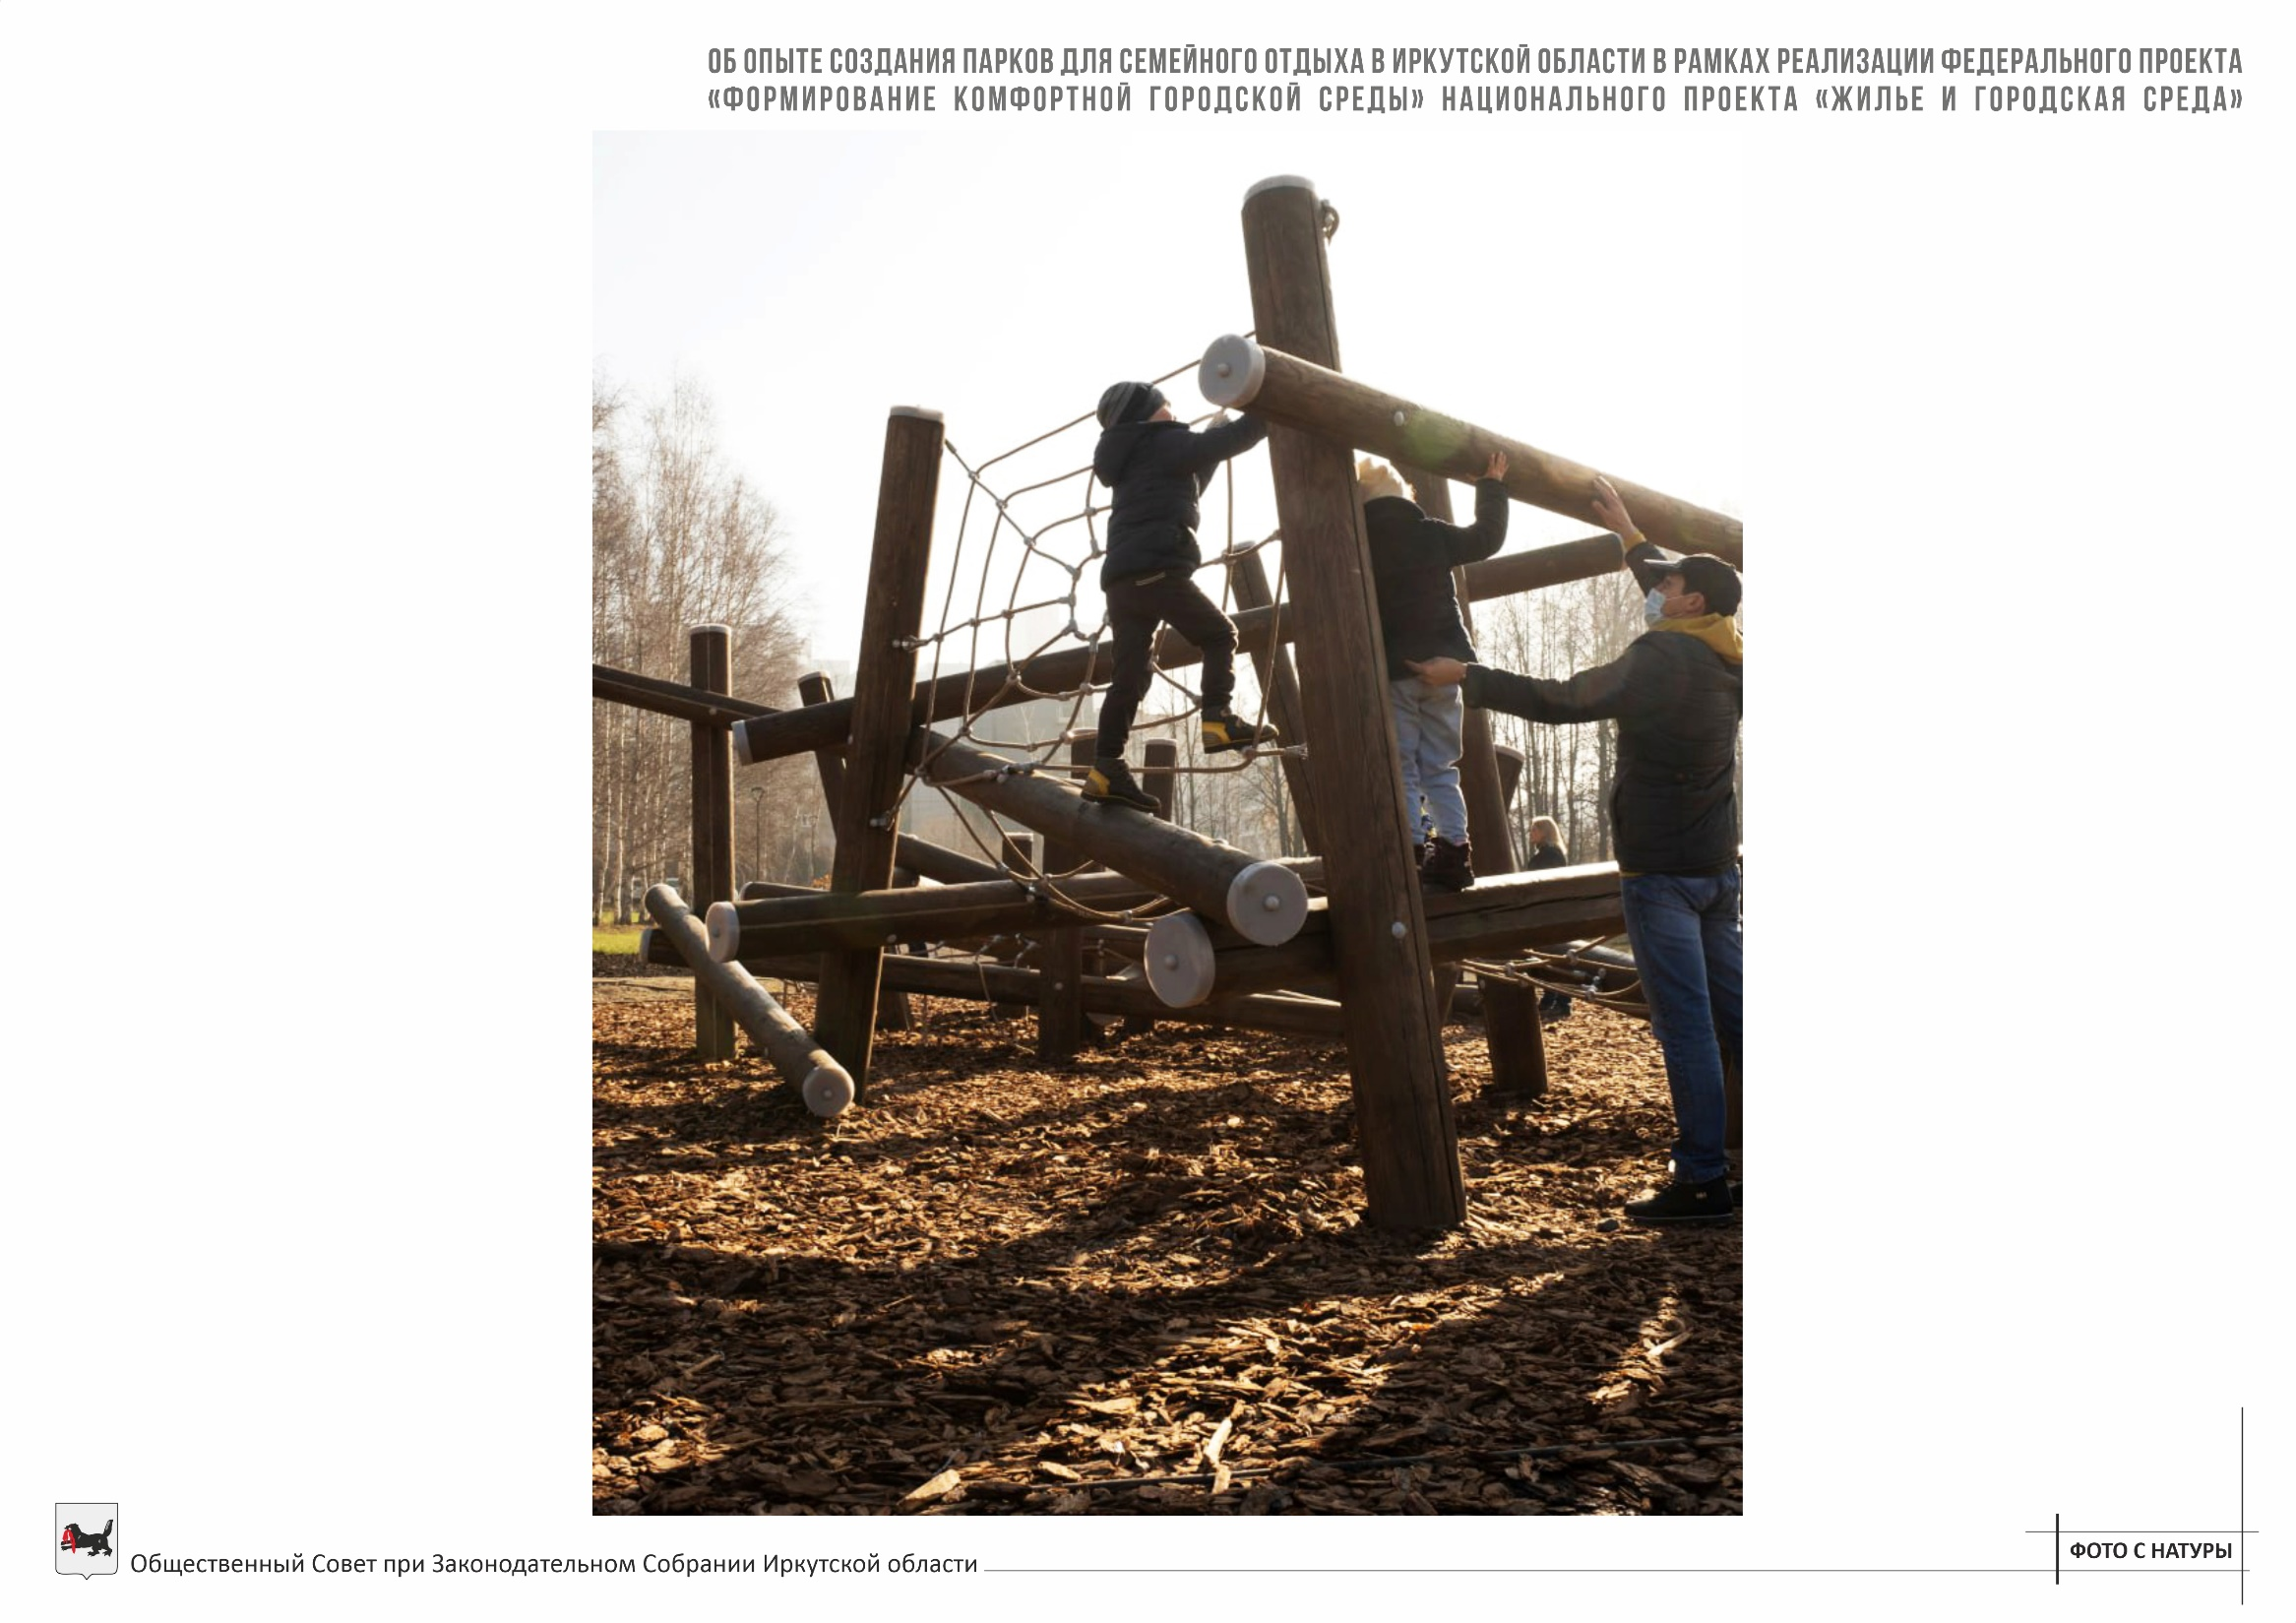 ОБ ОПЫТЕ СОЗДАНИЯ ПАРКОВ ДЛЯ СЕМЕЙНОГО ОТДЫХА В ИРКУТСКОЙ ОБЛАСТИ В РАМКАХ РЕАЛИЗАЦИИ ФЕДЕРАЛЬНОГО ПРОЕКТА
«ФОРМИРОВАНИЕ КОМФОРТНОЙ ГОРОДСКОЙ СРЕДЫ» НАЦИОНАЛЬНОГО ПРОЕКТА «ЖИЛЬЕ И ГОРОДСКАЯ СРЕДА»
Общественный Совет при Законодательном Собрании Иркутской области
ФОТО С НАТУРЫ